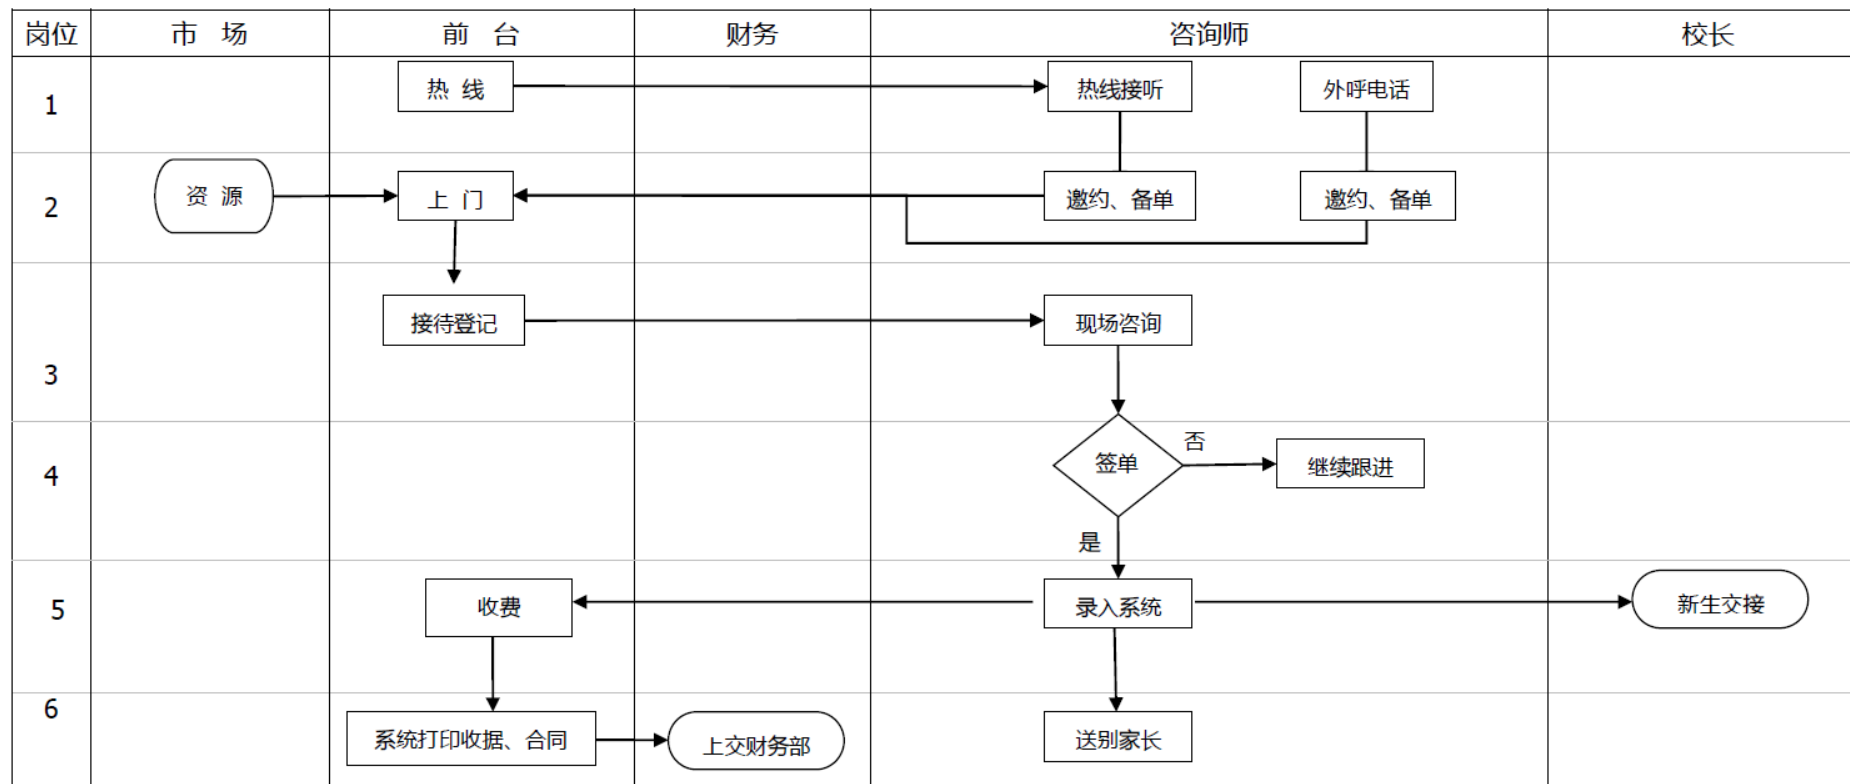 岗位 市 场 前 台 财务 咨询师 校长
1 热 线 热线接听 外呼电话
2 资 源 上 门 邀约、备单 邀约、备单
接待登记 现场咨询
3
否
4 签单 继续跟进
是
5 收费 录入系统 新生交接
6
系统打印收据、合同 上交财务部 送别家长